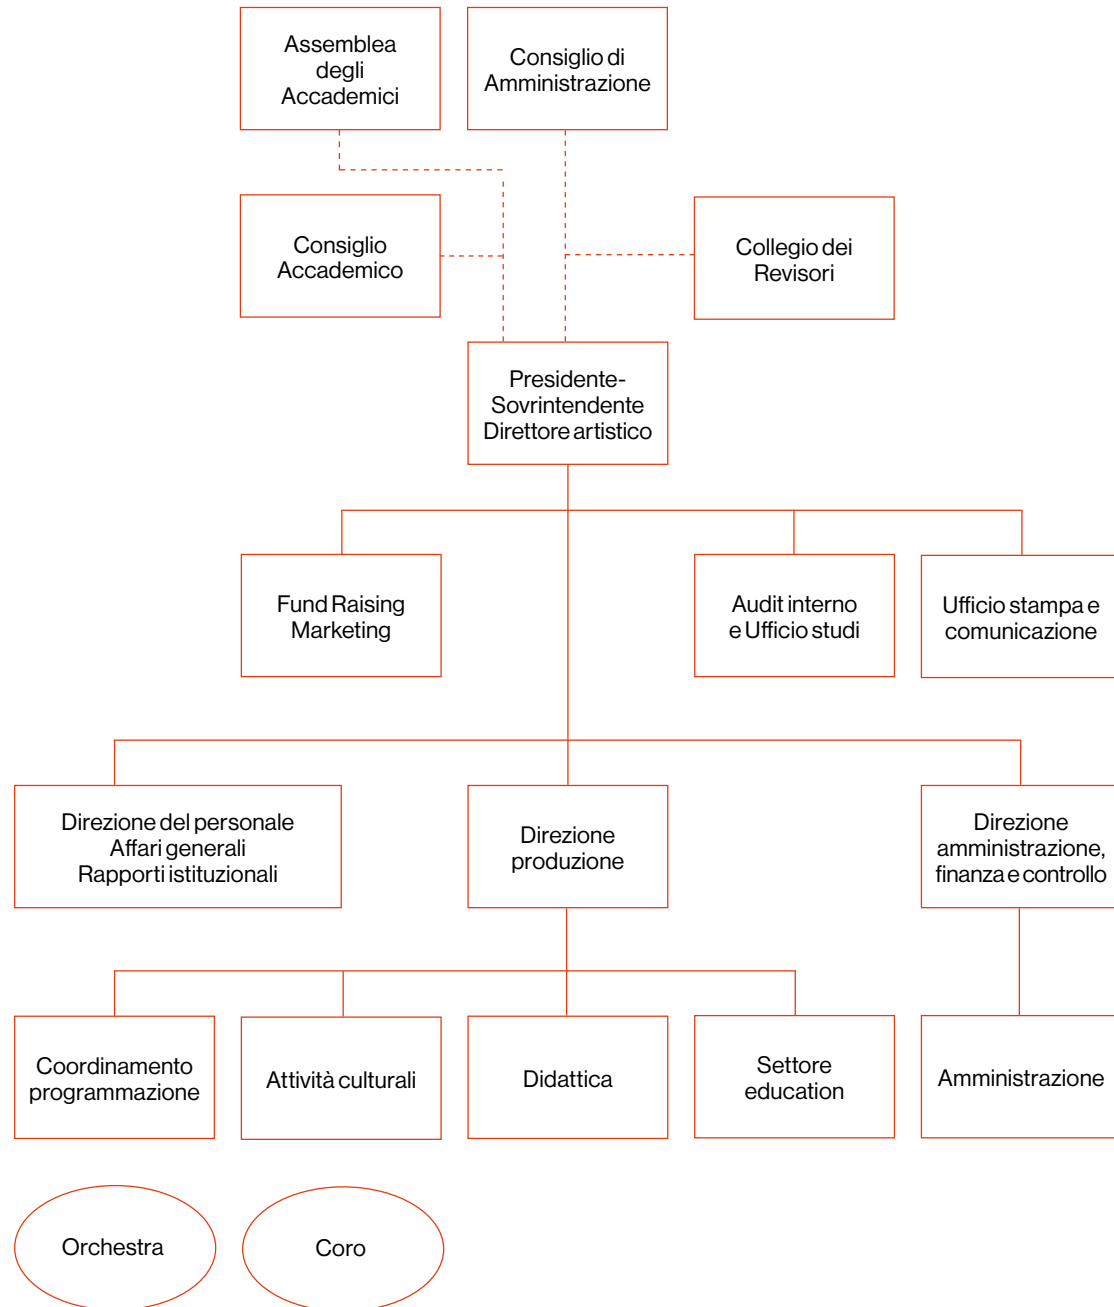 Assemblea
degli
Accademici
Consiglio di
Amministrazione
Consiglio
Accademico
Collegio dei
Revisori
Presidente-
Sovrintendente
Direttore artistico
Fund Raising
Marketing
Audit interno
e Ufficio studi
Ufficio stampa e
comunicazione
Direzione del personale
Affari generali
Rapporti istituzionali
Direzione
produzione
Direzione
amministrazione,
finanza e controllo
Coordinamento
programmazione
Attività culturali
Didattica
Settore
education
Amministrazione
Orchestra
Coro